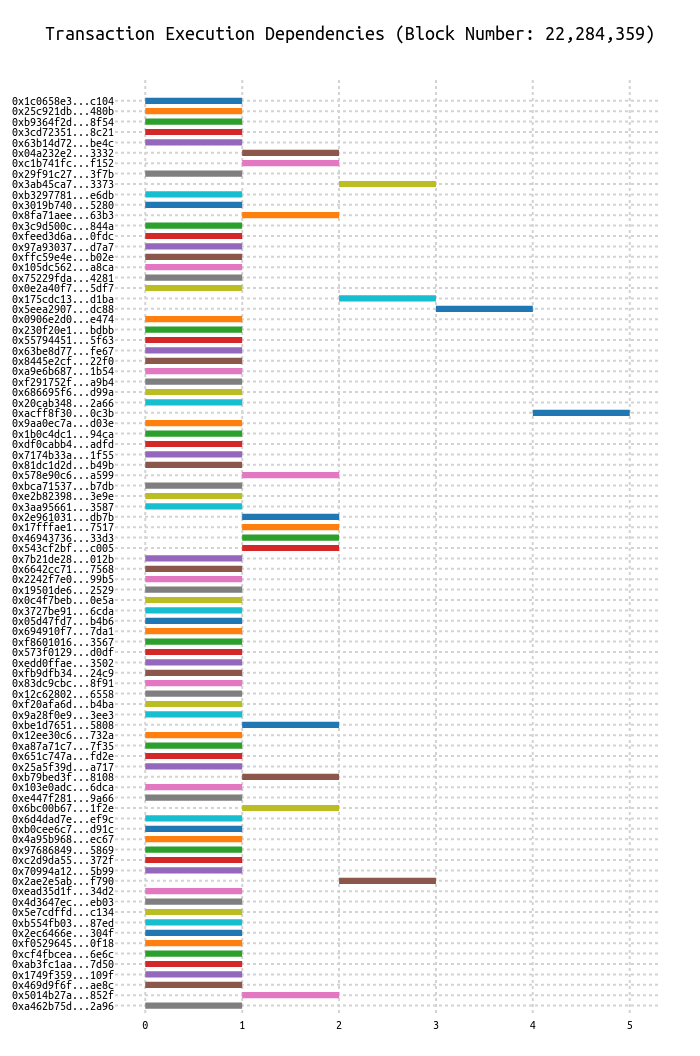 Transaction Execution Dependencies (Block Number: 22,284,359)
0x1c0658e3...c104
0x25c921db...480b
0xb9364f2d...8f54
0x3cd72351...8c21
0x63b14d72...be4c
0x04a232e2...3332
0xc1b741fc...f152
0x29f91c27...3f7b
0x3ab45ca7...3373
0xb3297781...e6db
0x3019b740...5280
0x8fa71aee...63b3
0x3c9d500c...844a
0xfeed3d6a...0fdc
0x97a93037...d7a7
0xffc59e4e...b02e
0x105dc562...a8ca
0x75229fda...4281
0x0e2a40f7...5df7
0x175cdc13...d1ba
0x5eea2907...dc88
0x0906e2d0...e474
0x230f20e1...bdbb
0x55794451...5f63
0x63be8d77...fe67
0x8445e2cf...22f0
0xa9e6b687...1b54
0xf291752f...a9b4
0x686695f6...d99a
0x20cab348...2a66
0xacff8f30...0c3b
0x9aa0ec7a...d03e
0x1b0c4dc1...94ca
0xdf0cabb4...adfd
0x7174b33a...1f55
0x81dc1d2d...b49b
0x578e90c6...a599
0xbca71537...b7db
0xe2b82398...3e9e
0x3aa95661...3587
0x2e961031...db7b
0x17fffae1...7517
0x46943736...33d3
0x543cf2bf...c005
0x7b21de28...012b
0x6642cc71...7568
0x2242f7e0...99b5
0x19501de6...2529
0x0c4f7beb...0e5a
0x3727be91...6cda
0x05d47fd7...b4b6
0x694910f7...7da1
0xf8601016...3567
0x573f0129...d0df
0xedd0ffae...3502
0xfb9dfb34...24c9
0x83dc9cbc...8f91
0x12c62802...6558
0xf20afa6d...b4ba
0x9a28f0e9...3ee3
0xbe1d7651...5808
0x12ee30c6...732a
0xa87a71c7...7f35
0x651c747a...fd2e
0x25a5f39d...a717
0xb79bed3f...8108
0x103e0adc...6dca
0xe447f281...9a66
0x6bc00b67...1f2e
0x6d4dad7e...ef9c
0xb0cee6c7...d91c
0x4a95b968...ec67
0x97686849...5869
0xc2d9da55...372f
0x70994a12...5b99
0x2ae2e5ab...f790
0xead35d1f...34d2
0x4d3647ec...eb03
0x5e7cdffd...c134
0xb554fb03...87ed
0x2ec6466e...304f
0xf0529645...0f18
0xcf4fbcea...6e6c
0xab3fc1aa...7d50
0x1749f359...109f
0x469d9f6f...ae8c
0x5014b27a...852f
0xa462b75d...2a96
0 1 2 3 4 5